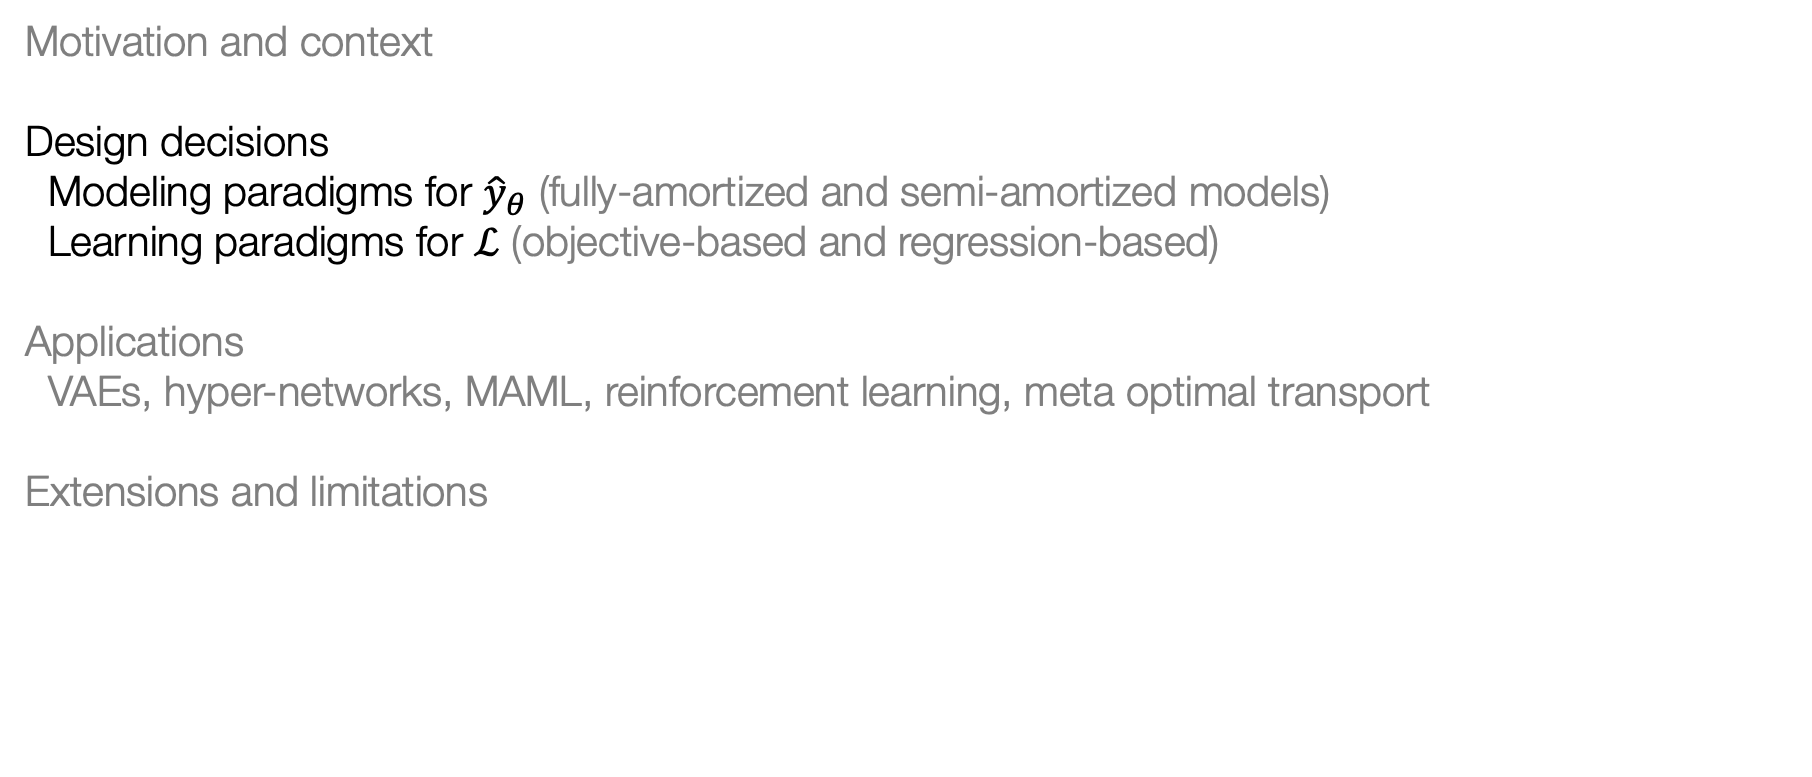 Motivation and context
Design decisions
Modeling paradigms for ŷ_θ (fully-amortized and semi-amortized models)
Learning paradigms for ℒ (objective-based and regression-based)
Applications
VAEs, hyper-networks, MAML, reinforcement learning, meta optimal transport
Extensions and limitations